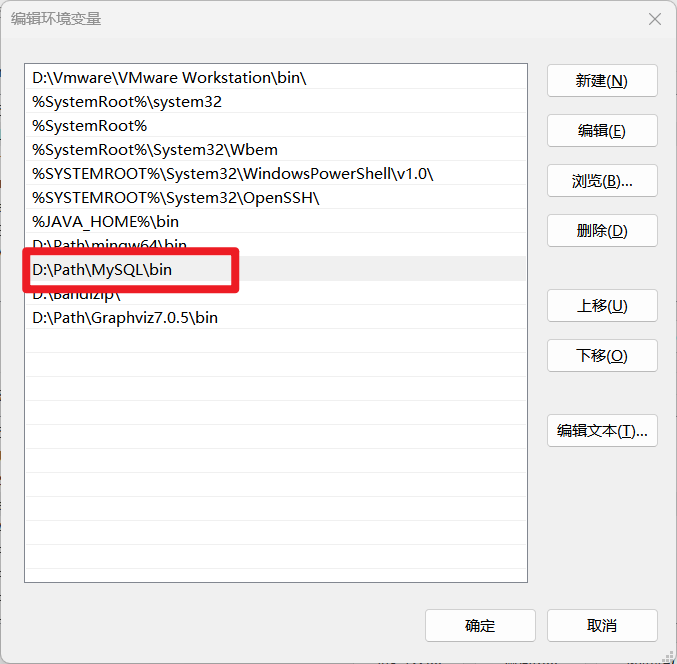 编辑环境变量
D:\Vmware\VMware Workstation\bin\
%SystemRoot%\system32
%SystemRoot%
%SystemRoot%\System32\Wbem
%SYSTEMROOT%\System32\WindowsPowerShell\v1.0\
%SYSTEMROOT%\System32\OpenSSH\
%JAVA_HOME%\bin
D:\Path\mingw64\bin
D:\Path\MySQL\bin
D:\Bandizip\
D:\Path\Graphviz7.0.5\bin
新建(N)
编辑(E)
浏览(B)...
删除(D)
上移(U)
下移(O)
编辑文本(T)...
确定
取消